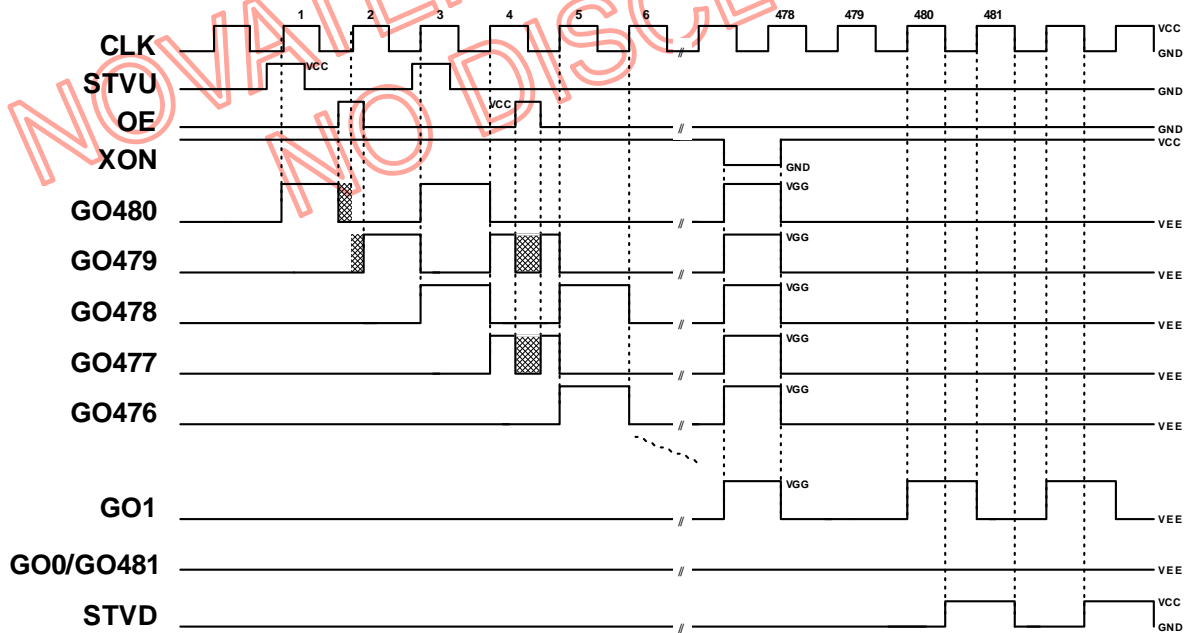 1 2 3 4 5 6 478 479 480 481
CLK VCC
GND
STVU VCC
GND
OE VCC
GND
XON VCC
GND
GO480 VGG
VEE
GO479 VGG
VEE
GO478 VGG
VEE
GO477 VGG
VEE
GO476 VGG
VEE
GO1 VGG
VEE
GO0/GO481 VEE
STVD VCC
GND
NO DISCL